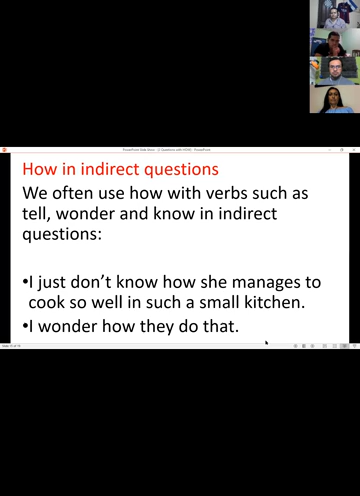 How in indirect questions
We often use how with verbs such as
tell, wonder and know in indirect
questions:
•I just don't know how she manages to
cook so well in such a small kitchen.
•I wonder how they do that.